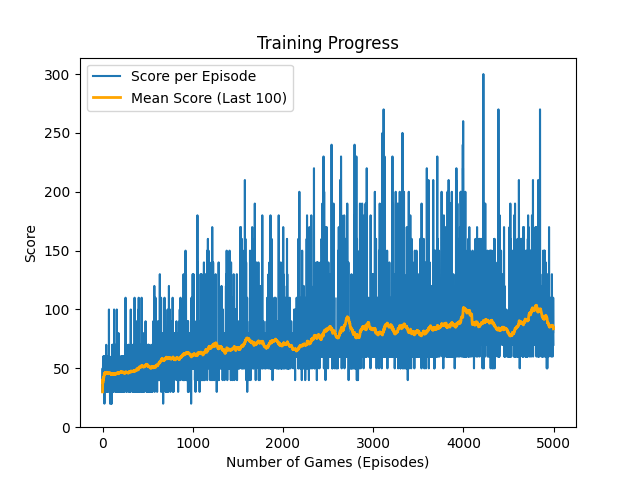 Training Progress
Score per Episode
Mean Score (Last 100)
300
250
200
150
100
50
0
Score
0 1000 2000 3000 4000 5000
Number of Games (Episodes)